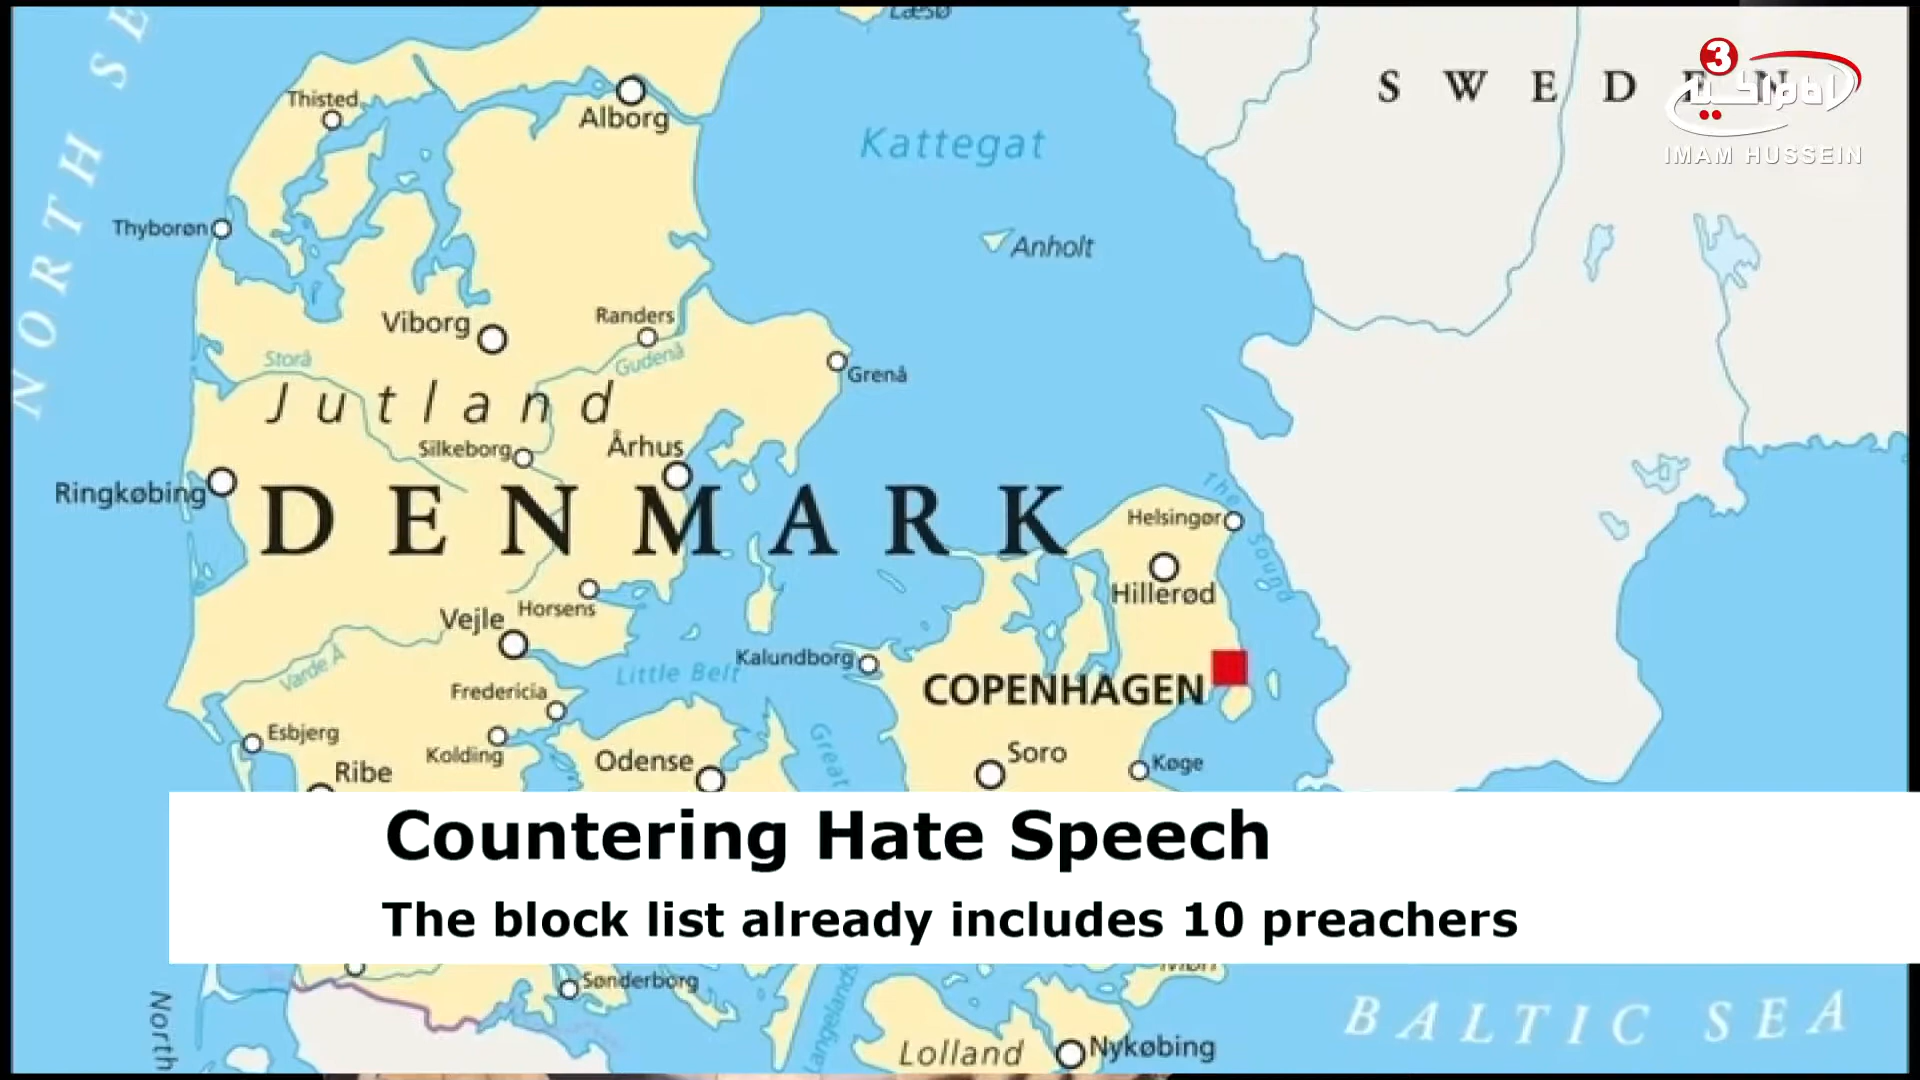 NORTH SE
Læsø
SWEDEN
3
IMAM HUSSEIN
Thisted
Alborg
Kattegat
Thyborøn
Anholt
Viborg
Randers
Storå
Gudenå
Grenå
Jutland
Silkeborg
Århus
Ringkøbing
DENMARK
The Sound
Helsingør
Hillerød
Horsens
Vejle
Little Belt
Kalundborg
Varde Å
Fredericia
COPENHAGEN
Esbjerg
Kolding
Odense
Great
Soro
Køge
Ribe
Countering Hate Speech
The block list already includes 10 preachers
Sønderborg
North
Langelands
BALTIC SEA
Lolland
Nykøbing